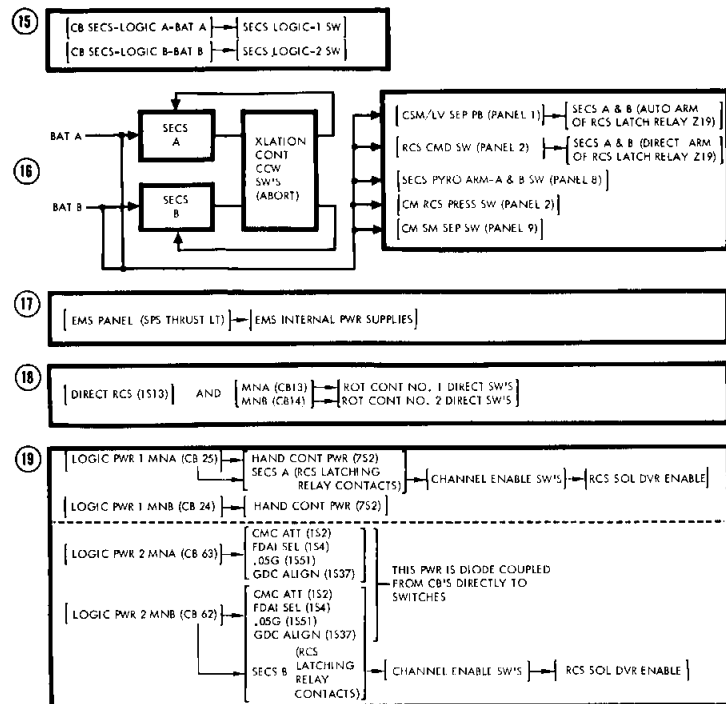 15
CB SECS-LOGIC A-BAT A
SECS LOGIC-1 SW
CB SECS-LOGIC B-BAT B
SECS LOGIC-2 SW
16
BAT A
BAT B
SECS
A
SECS
B
XLATION
CONT
CCW
SW'S
(ABORT)
CSM/LV SEP PB (PANEL 1)
SECS A & B (AUTO ARM
OF RCS LATCH RELAY Z19)
RCS CMD SW (PANEL 2)
SECS A & B (DIRECT ARM
OF RCS LATCH RELAY Z19)
SECS PYRO ARM-A & B SW (PANEL 8)
CM RCS PRESS SW (PANEL 2)
CM SM SEP SW (PANEL 9)
17
EMS PANEL (SPS THRUST LT)
EMS INTERNAL PWR SUPPLIES
18
DIRECT RCS (1S13)
AND
MNA (CB13)
ROT CONT NO. 1 DIRECT SW'S
MNB (CB14)
ROT CONT NO. 2 DIRECT SW'S
19
LOGIC PWR 1 MNA (CB 25)
HAND CONT PWR (7S2)
SECS A (RCS LATCHING
RELAY CONTACTS)
CHANNEL ENABLE SW'S
RCS SOL DVR ENABLE
LOGIC PWR 1 MNB (CB 24)
HAND CONT PWR (7S2)
LOGIC PWR 2 MNA (CB 63)
CMC ATT (1S2)
FDAI SEL (1S4)
.05G (1S51)
GDC ALIGN (1S37)
THIS PWR IS DIODE COUPLED
FROM CB'S DIRECTLY TO
SWITCHES
LOGIC PWR 2 MNB (CB 62)
CMC ATT (1S2)
FDAI SEL (1S4)
.05G (1S51)
GDC ALIGN (1S37)
SECS B
(RCS
LATCHING
RELAY
CONTACTS)
CHANNEL ENABLE SW'S
RCS SOL DVR ENABLE